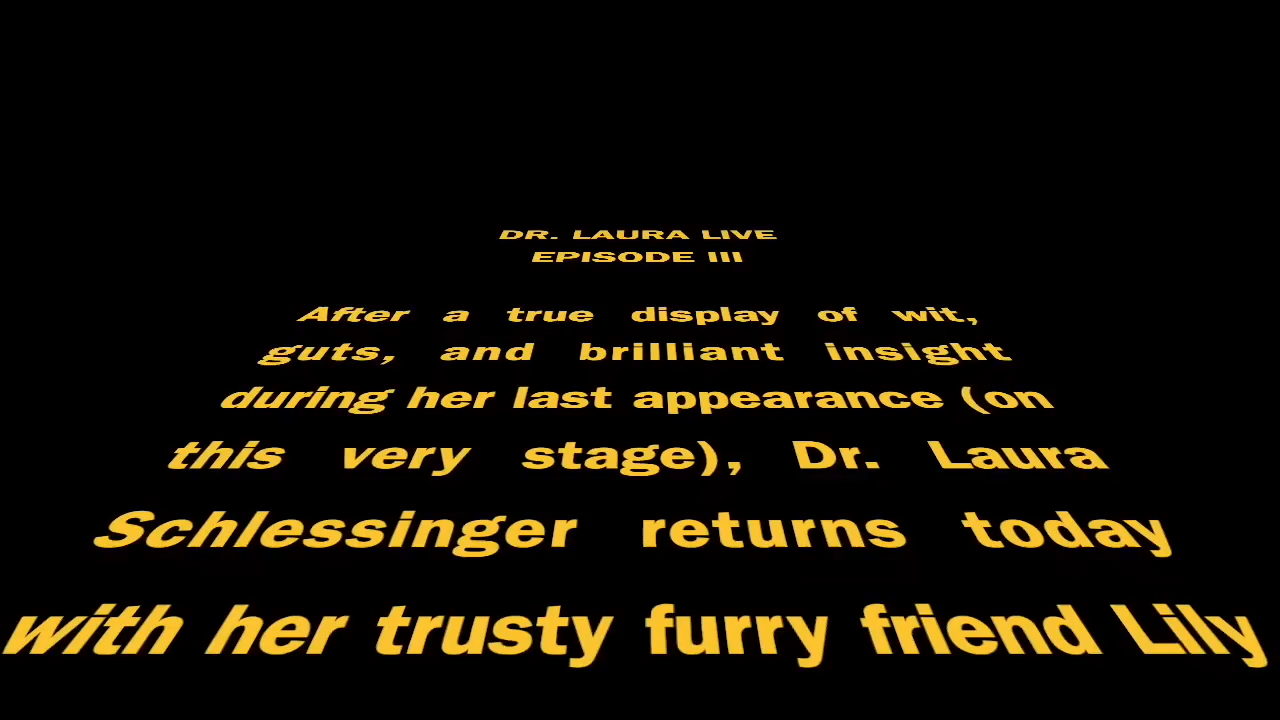 DR. LAURA LIVE
EPISODE III
After a true display of wit,
guts, and brilliant insight
during her last appearance (on
this very stage), Dr. Laura
Schlessinger returns today
with her trusty furry friend Lily